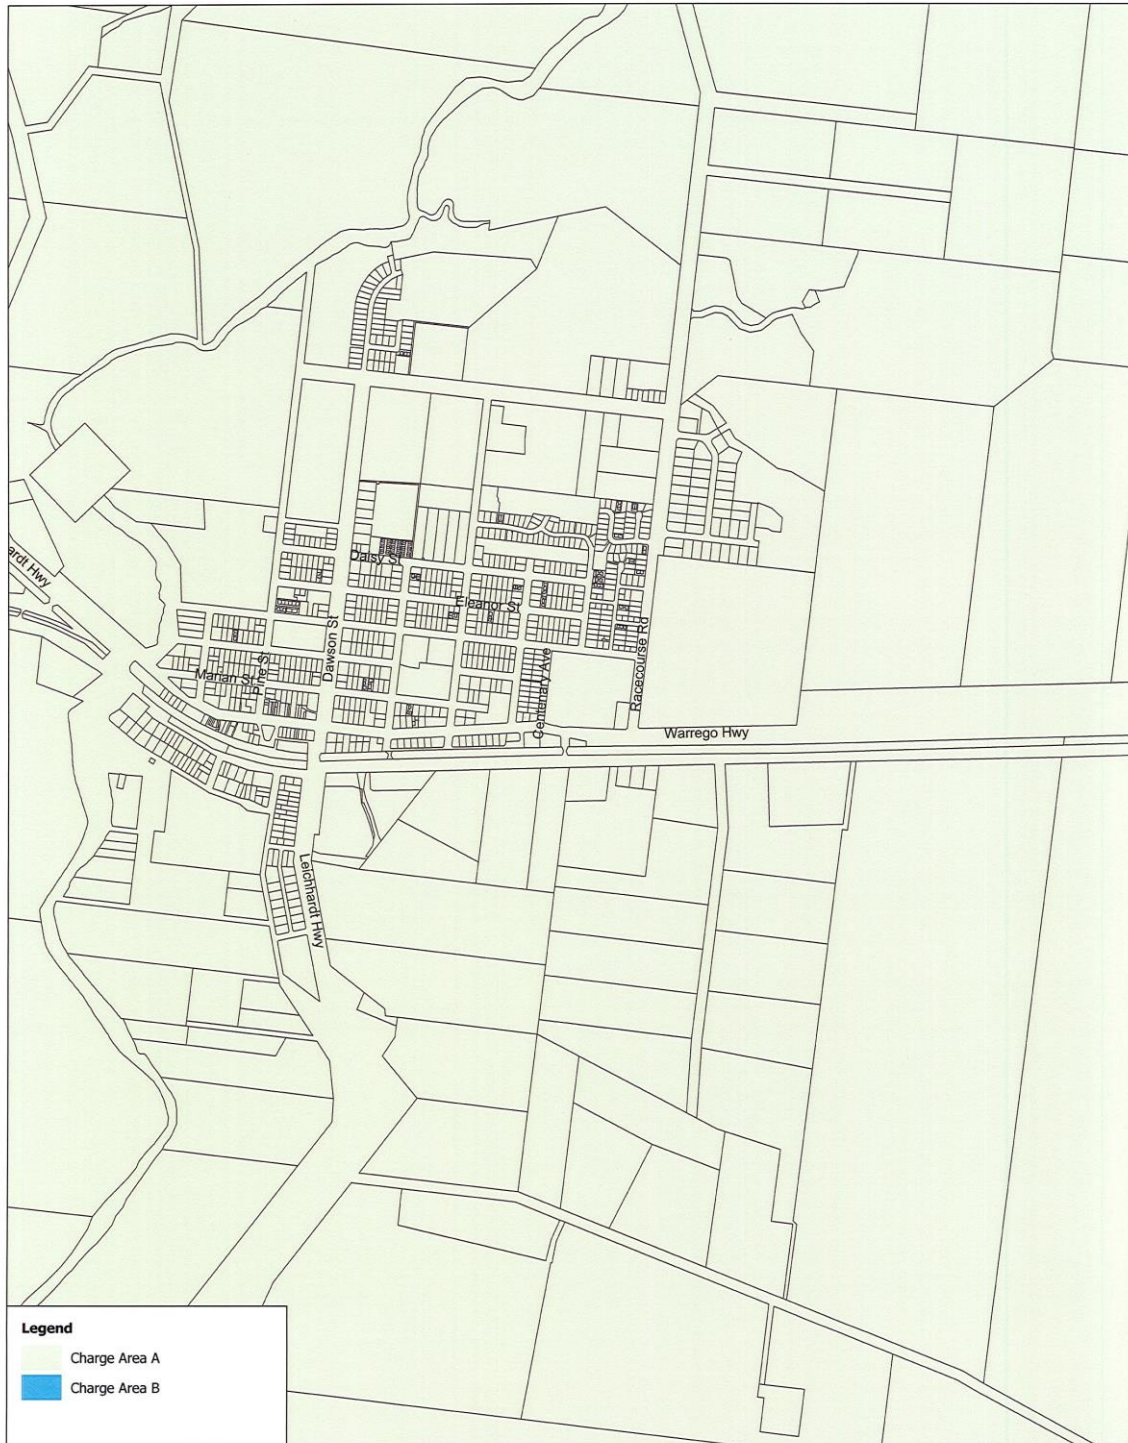 ardt Hwy
Daisy St
Eleanor St
Dawson St
Pine St
Marian St
Centenary Ave
Racecourse Rd
Warrego Hwy
Leichhardt Hwy
Legend
Charge Area A
Charge Area B